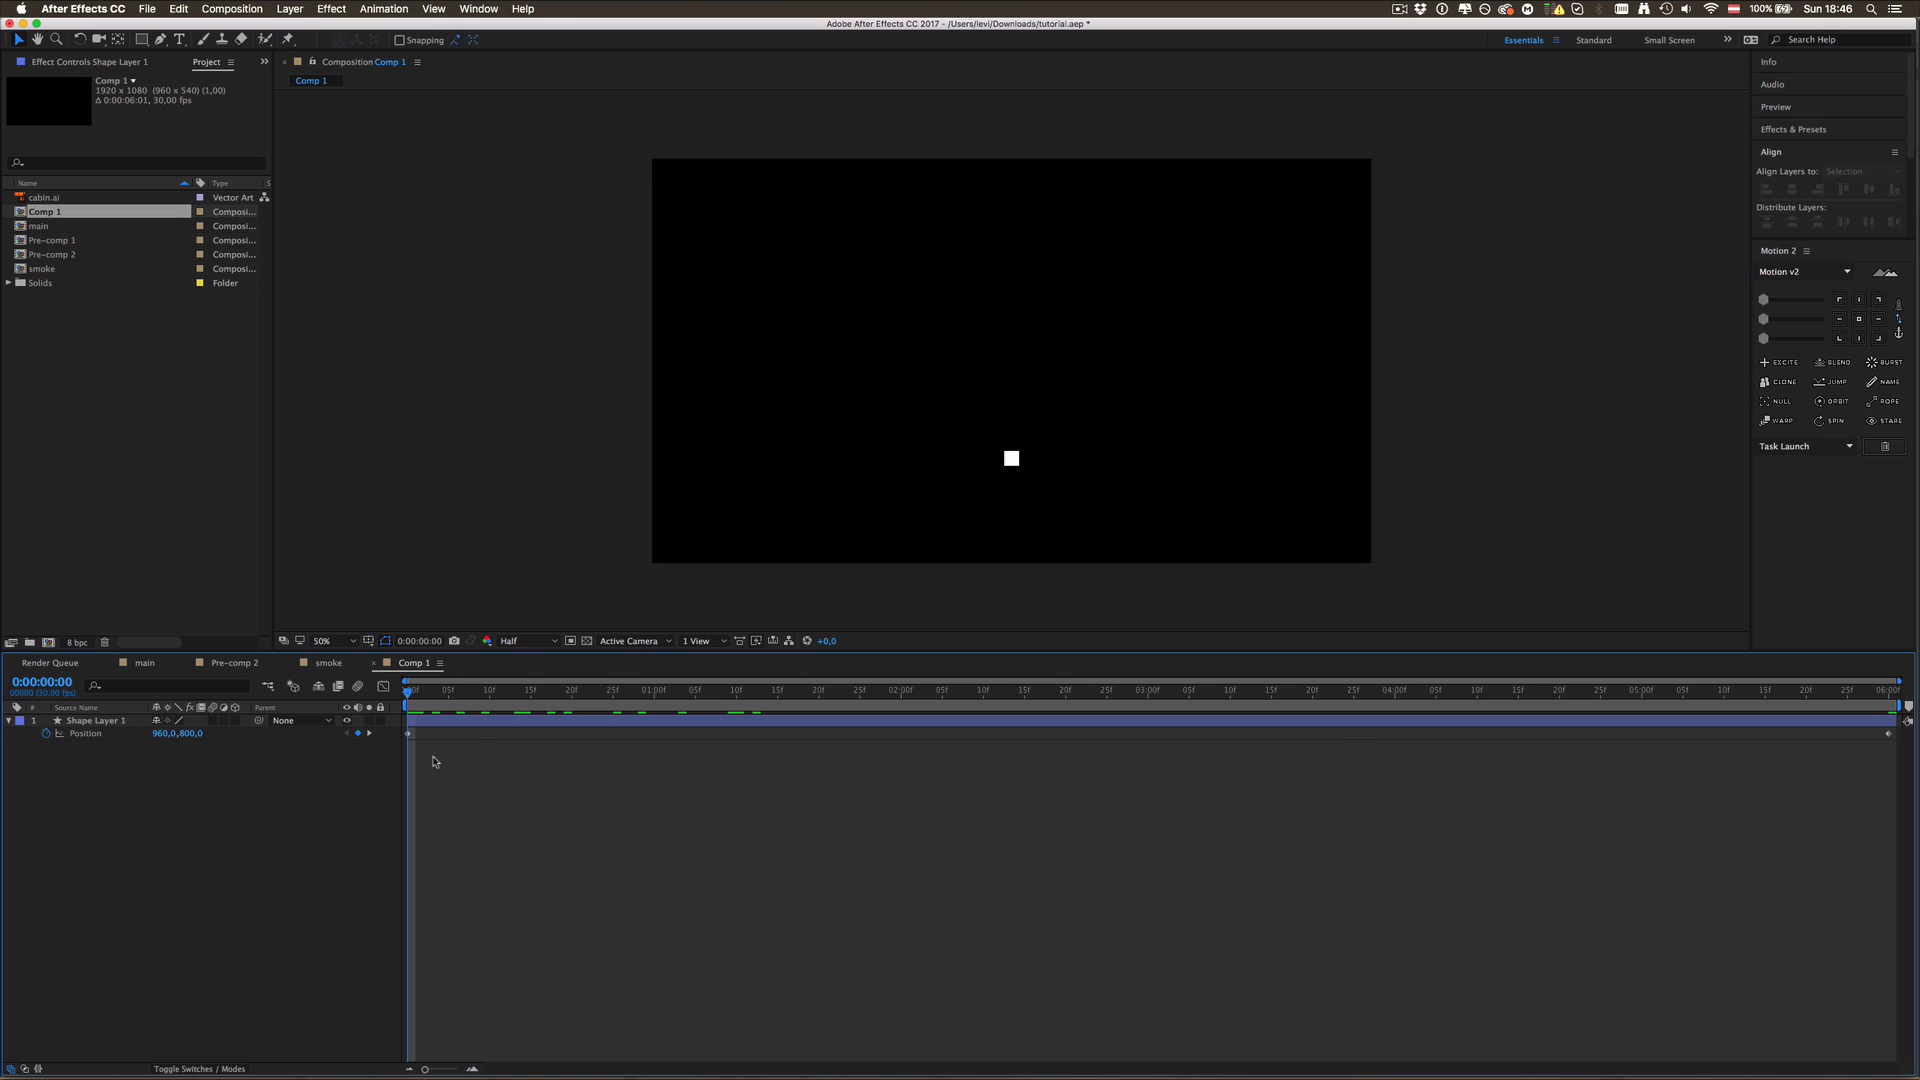 After Effects CC File Edit Composition Layer Effect Animation View Window Help
100% Sun 18:46
Adobe After Effects CC 2017 - /Users/levi/Downloads/tutorial.aep *
Snapping
Essentials
Standard
Small Screen
Search Help
Effect Controls Shape Layer 1
Project
Composition Comp 1
Comp 1
Comp 1
1920 x 1080 (960 x 540) (1,00)
Δ 0:00:06:01, 30,00 fps
Name Type S
cabin.ai Vector Art
Comp 1 Composi...
main Composi...
Pre-comp 1 Composi...
Pre-comp 2 Composi...
smoke Composi...
Solids Folder
8 bpc
50%
0:00:00:00
Half
Active Camera
1 View
+0,0
Info
Audio
Preview
Effects & Presets
Align
Align Layers to: Selection
Distribute Layers:
Motion 2
Motion v2
EXCITE BLEND BURST
CLONE JUMP NAME
NULL ORBIT ROPE
WARP SPIN STARE
Task Launch
Render Queue
main
Pre-comp 2
smoke
Comp 1
0:00:00:00
00000 (30.00 fps)
05f 10f 15f 20f 25f 01:00f 05f 10f 15f 20f 25f 02:00f 05f 10f 15f 20f 25f 03:00f 05f 10f 15f 20f 25f 04:00f 05f 10f 15f 20f 25f 05:00f 05f 10f 15f 20f 25f 06:00f
# Source Name Parent
1 Shape Layer 1 None
Position 960,0,800,0
Toggle Switches / Modes